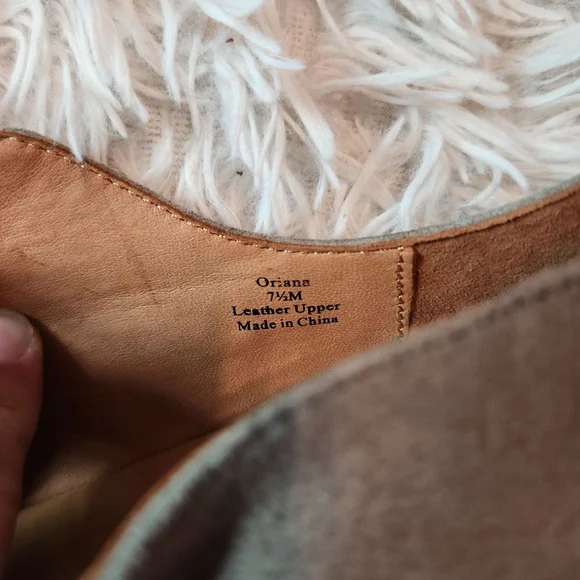 Oriana
7½M
Leather Upper
Made in China